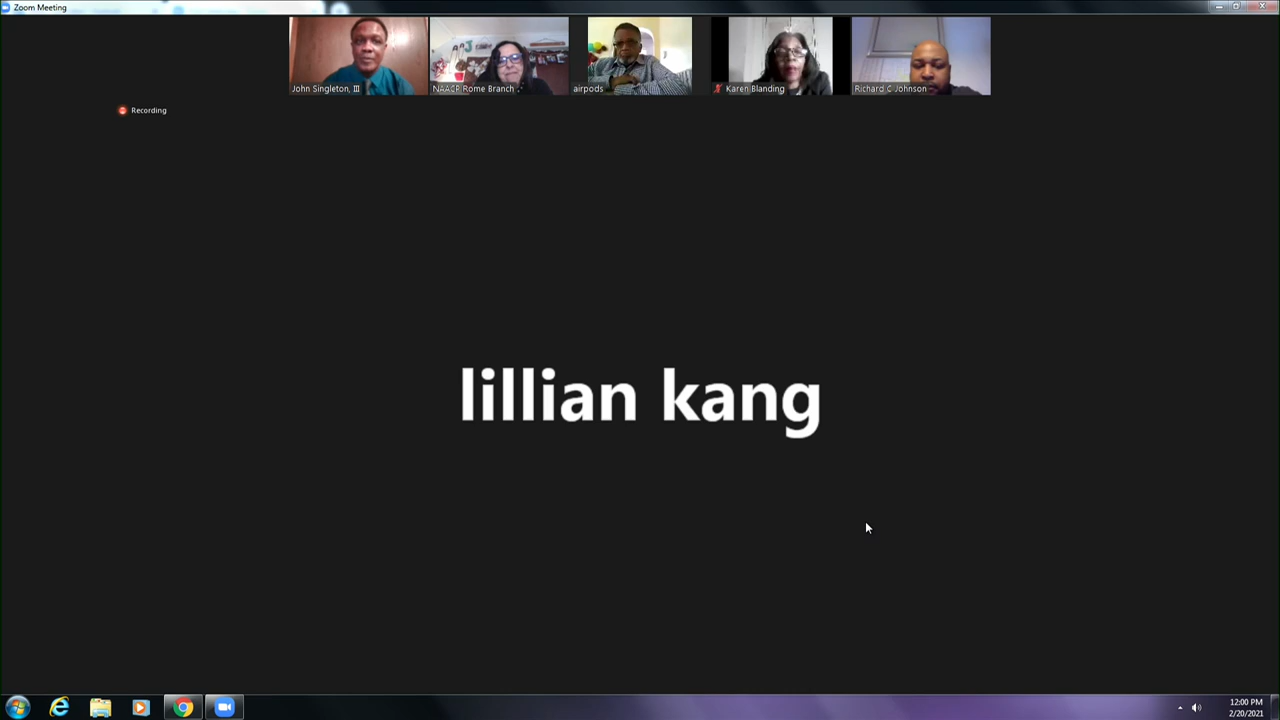 Zoom Meeting
John Singleton, III
NAACP Rome Branch
airpods
Karen Blanding
Richard C Johnson
Recording
lillian kang
12:00 PM
2/20/2021